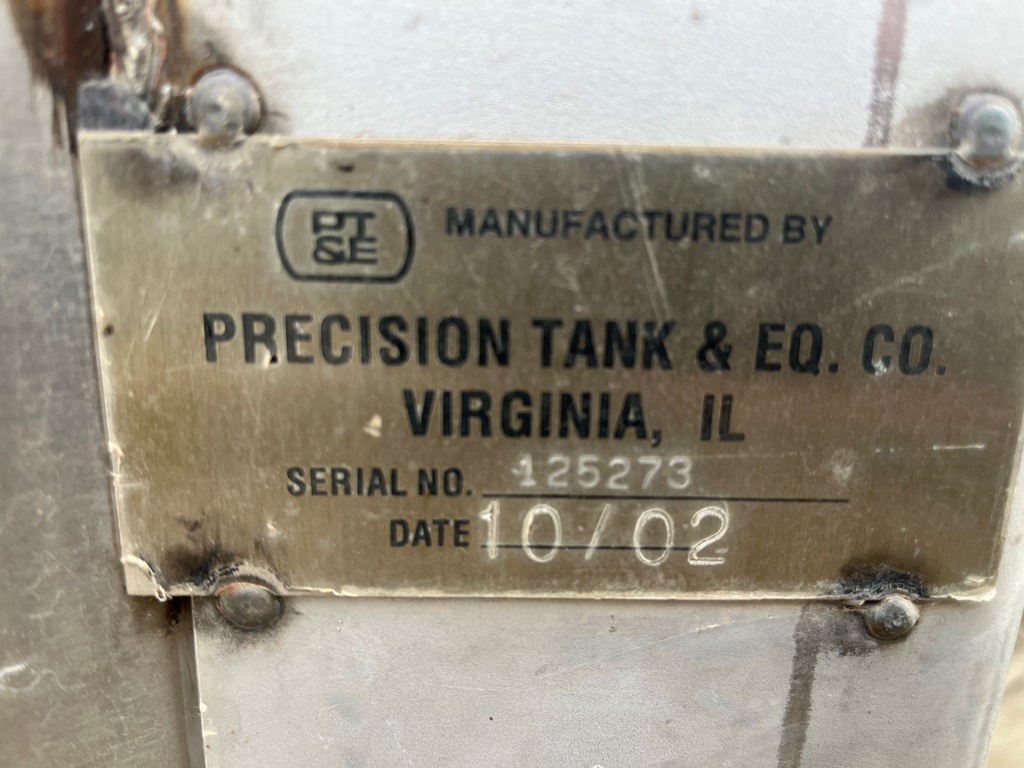 PT
&E
MANUFACTURED BY
PRECISION TANK & EQ. CO.
VIRGINIA, IL
SERIAL NO. 125273
DATE 10/02